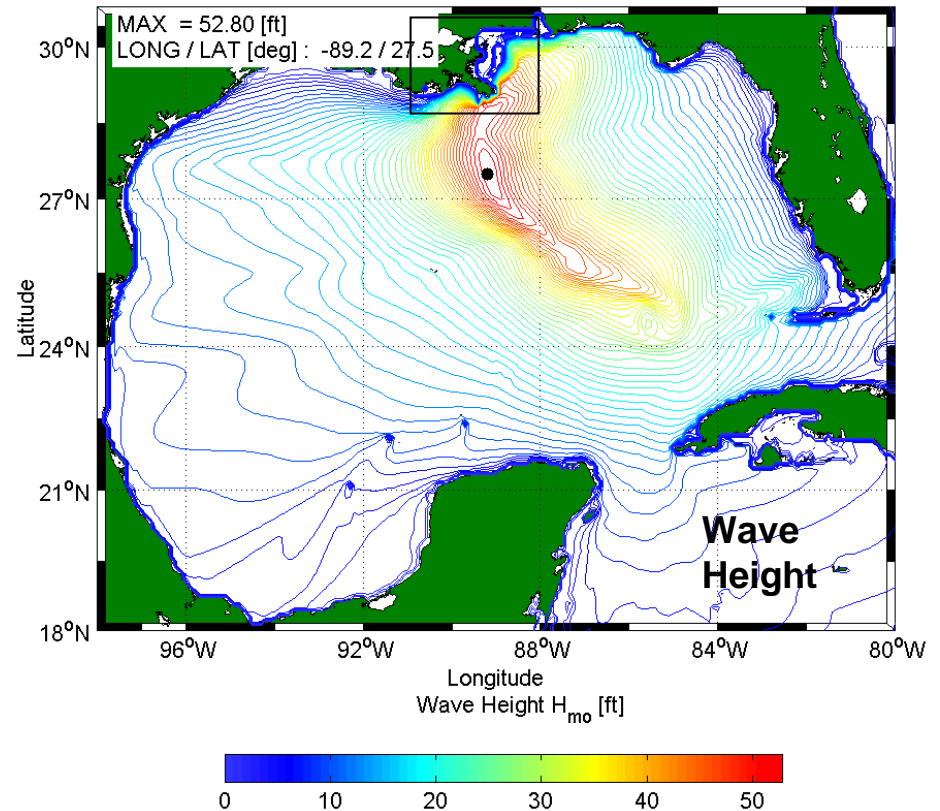 MAX = 52.80 [ft]
LONG / LAT [deg] : -89.2 / 27.5
30°N
27°N
24°N
21°N
18°N
Latitude
Wave
Height
96°W 92°W 88°W 84°W 80°W
Longitude
Wave Height H_mo [ft]
0 10 20 30 40 50